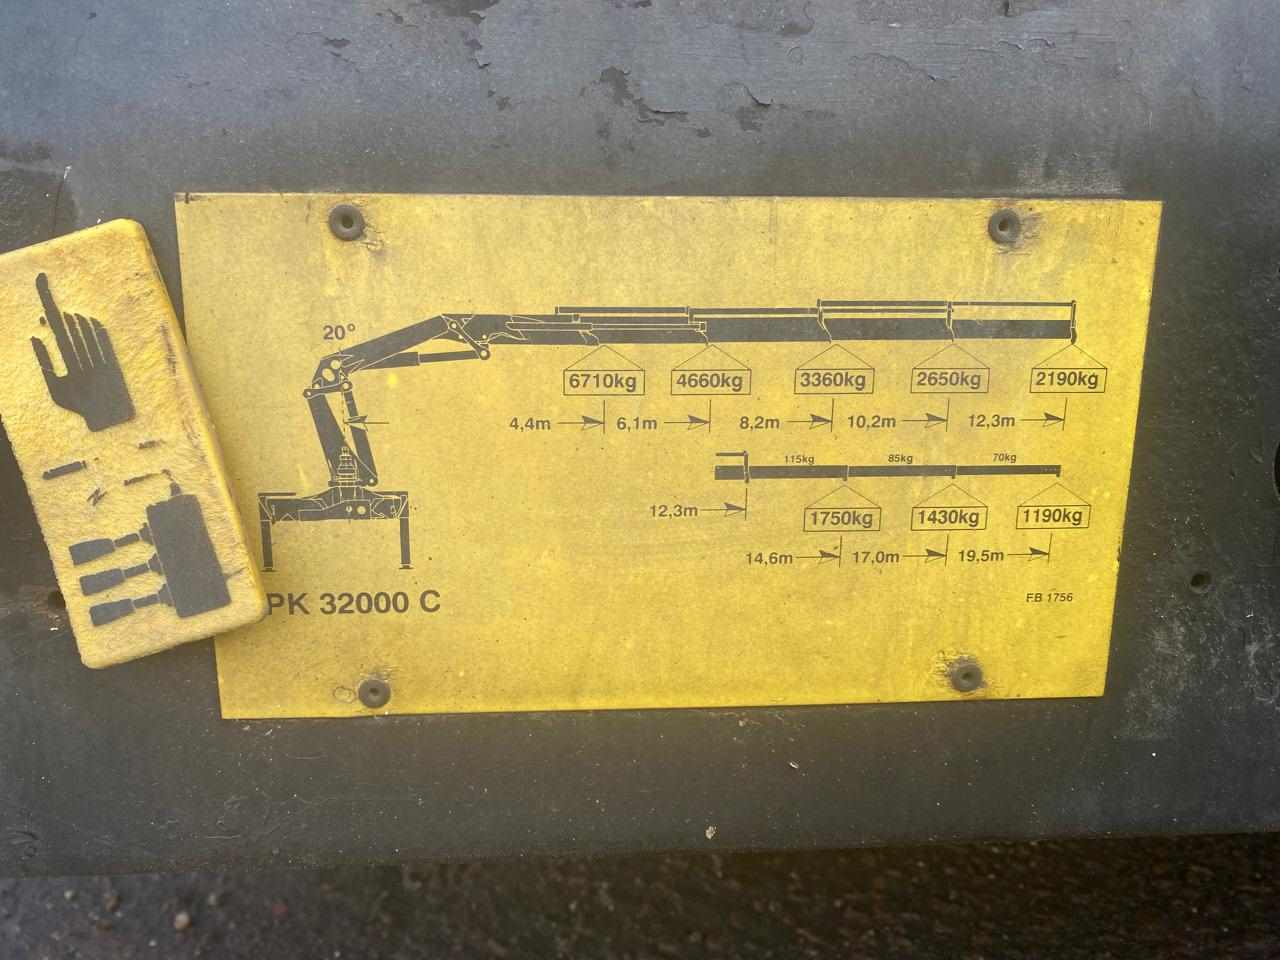 20°
6710kg 4660kg 3360kg 2650kg 2190kg
4,4m 6,1m 8,2m 10,2m 12,3m
115kg 85kg 70kg
12,3m 1750kg 1430kg 1190kg
14,6m 17,0m 19,5m
PK 32000 C
F.B 1756